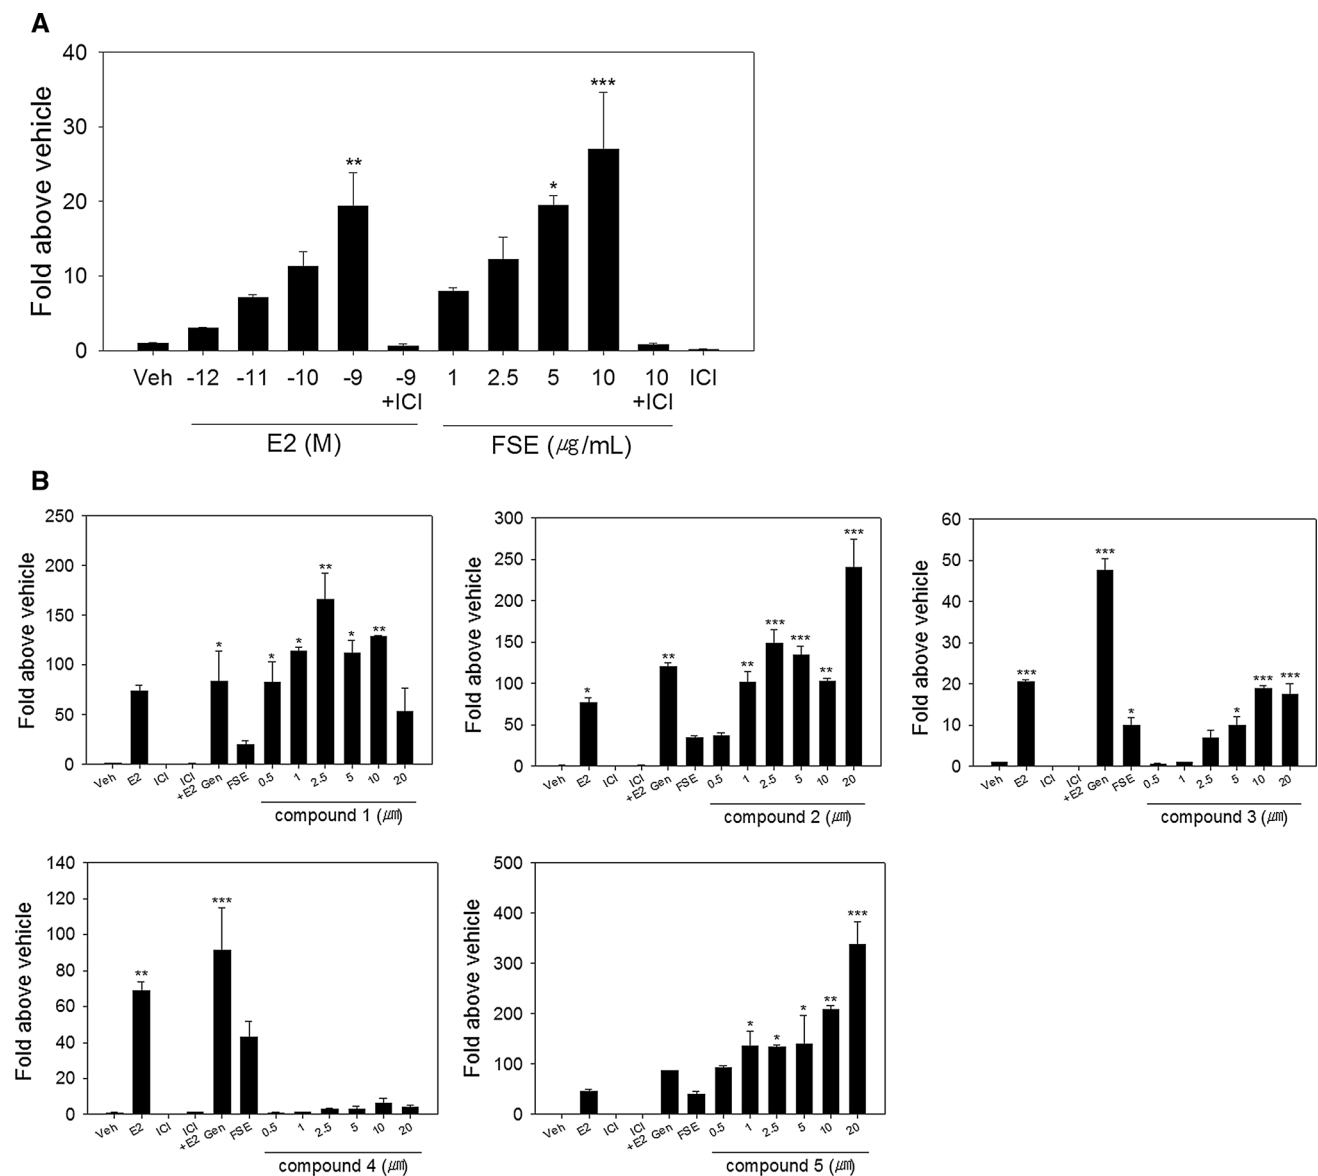 A
Fold above vehicle
40
30
20
10
0
**
*
***
Veh -12 -11 -10 -9 -9 1 2.5 5 10 10 ICI
+ICI +ICI
E2 (M) FSE (㎍/mL)
B
Fold above vehicle
250
200
150
100
50
0
* * * ** * **
Veh E2 ICI ICI +E2 Gen FSE 0.5 1 2.5 5 10 20
compound 1 (㎛)
Fold above vehicle
300
250
200
150
100
50
0
* ** ** *** *** ** ***
Veh E2 ICI ICI +E2 Gen FSE 0.5 1 2.5 5 10 20
compound 2 (㎛)
Fold above vehicle
60
50
40
30
20
10
0
*** *** * * *** ***
Veh E2 ICI ICI +E2 Gen FSE 0.5 1 2.5 5 10 20
compound 3 (㎛)
Fold above vehicle
140
120
100
80
60
40
20
0
** ***
Veh E2 ICI ICI +E2 Gen FSE 0.5 1 2.5 5 10 20
compound 4 (㎛)
Fold above vehicle
500
400
300
200
100
0
* * * ** ***
Veh E2 ICI ICI +E2 Gen FSE 0.5 1 2.5 5 10 20
compound 5 (㎛)